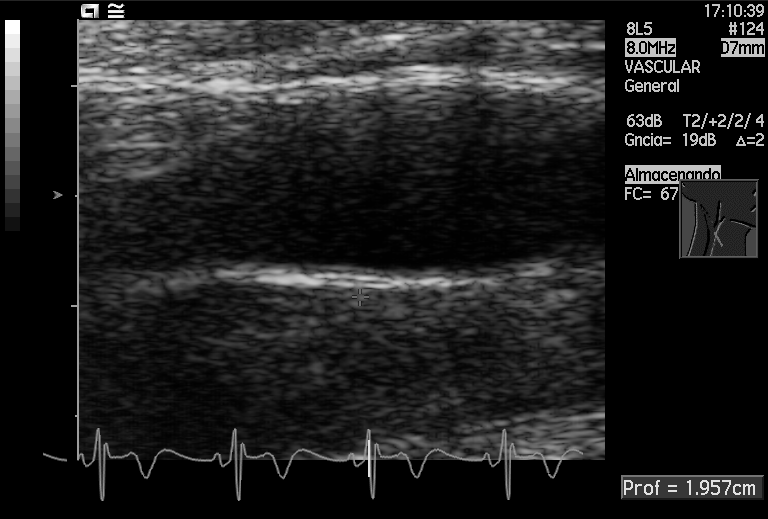 17:10:39
8L5 #124
8.0MHz 07mm
VASCULAR
General
63dB T2/+2/2/ 4
Gncia= 19dB Δ=2
Almacenando
FC= 67
Prof = 1.957cm